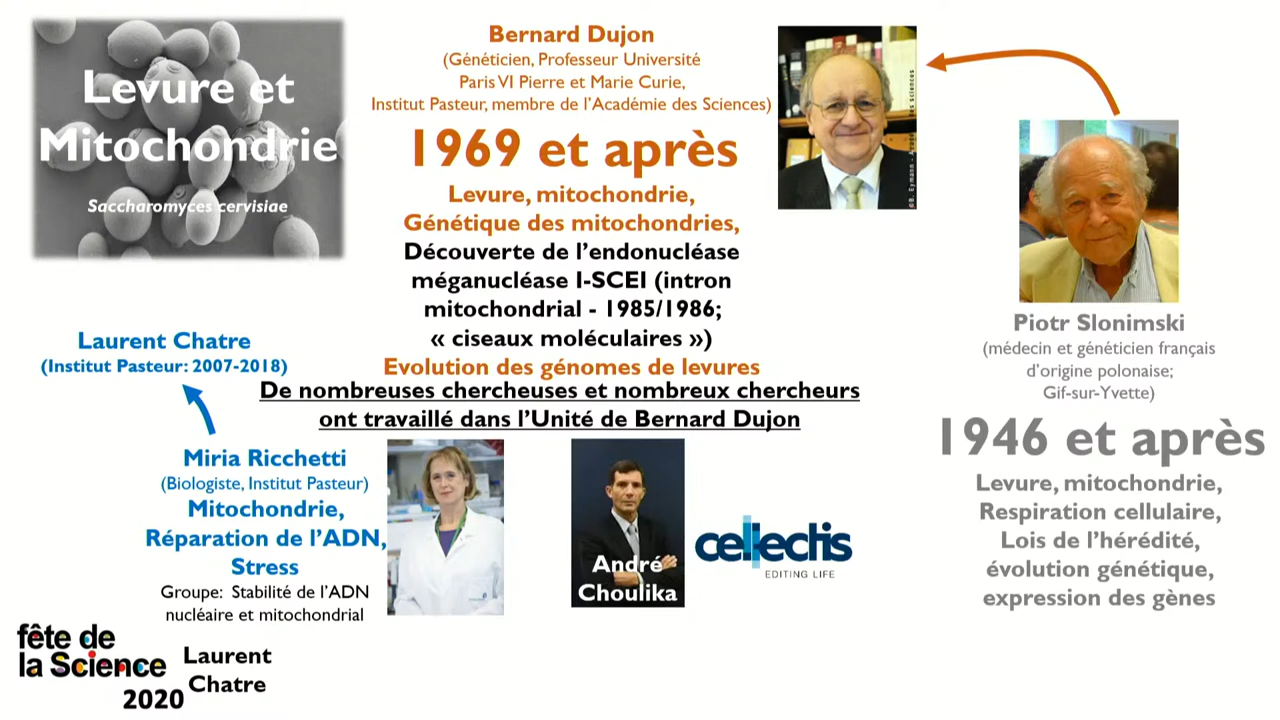 Levure et
Mitochondrie
Saccharomyces cervisiae
Bernard Dujon
(Généticien, Professeur Université
Paris VI Pierre et Marie Curie,
Institut Pasteur, membre de l'Académie des Sciences)
1969 et après
Levure, mitochondrie,
Génétique des mitochondries,
Découverte de l'endonucléase
méganucléase I-SCEI (intron
mitochondrial - 1985/1986;
« ciseaux moléculaires »)
Evolution des génomes de levures
De nombreuses chercheuses et nombreux chercheurs
ont travaillé dans l'Unité de Bernard Dujon
Piotr Slonimski
(médecin et généticien français
d'origine polonaise;
Gif-sur-Yvette)
1946 et après
Levure, mitochondrie,
Respiration cellulaire,
Lois de l'hérédité,
évolution génétique,
expression des gènes
Laurent Chatre
(Institut Pasteur: 2007-2018)
Miria Ricchetti
(Biologiste, Institut Pasteur)
Mitochondrie,
Réparation de l'ADN,
Stress
Groupe: Stabilité de l'ADN
nucléaire et mitochondrial
André
Choulika
cellectis
EDITING LIFE
fête de
la Science
2020
Laurent
Chatre